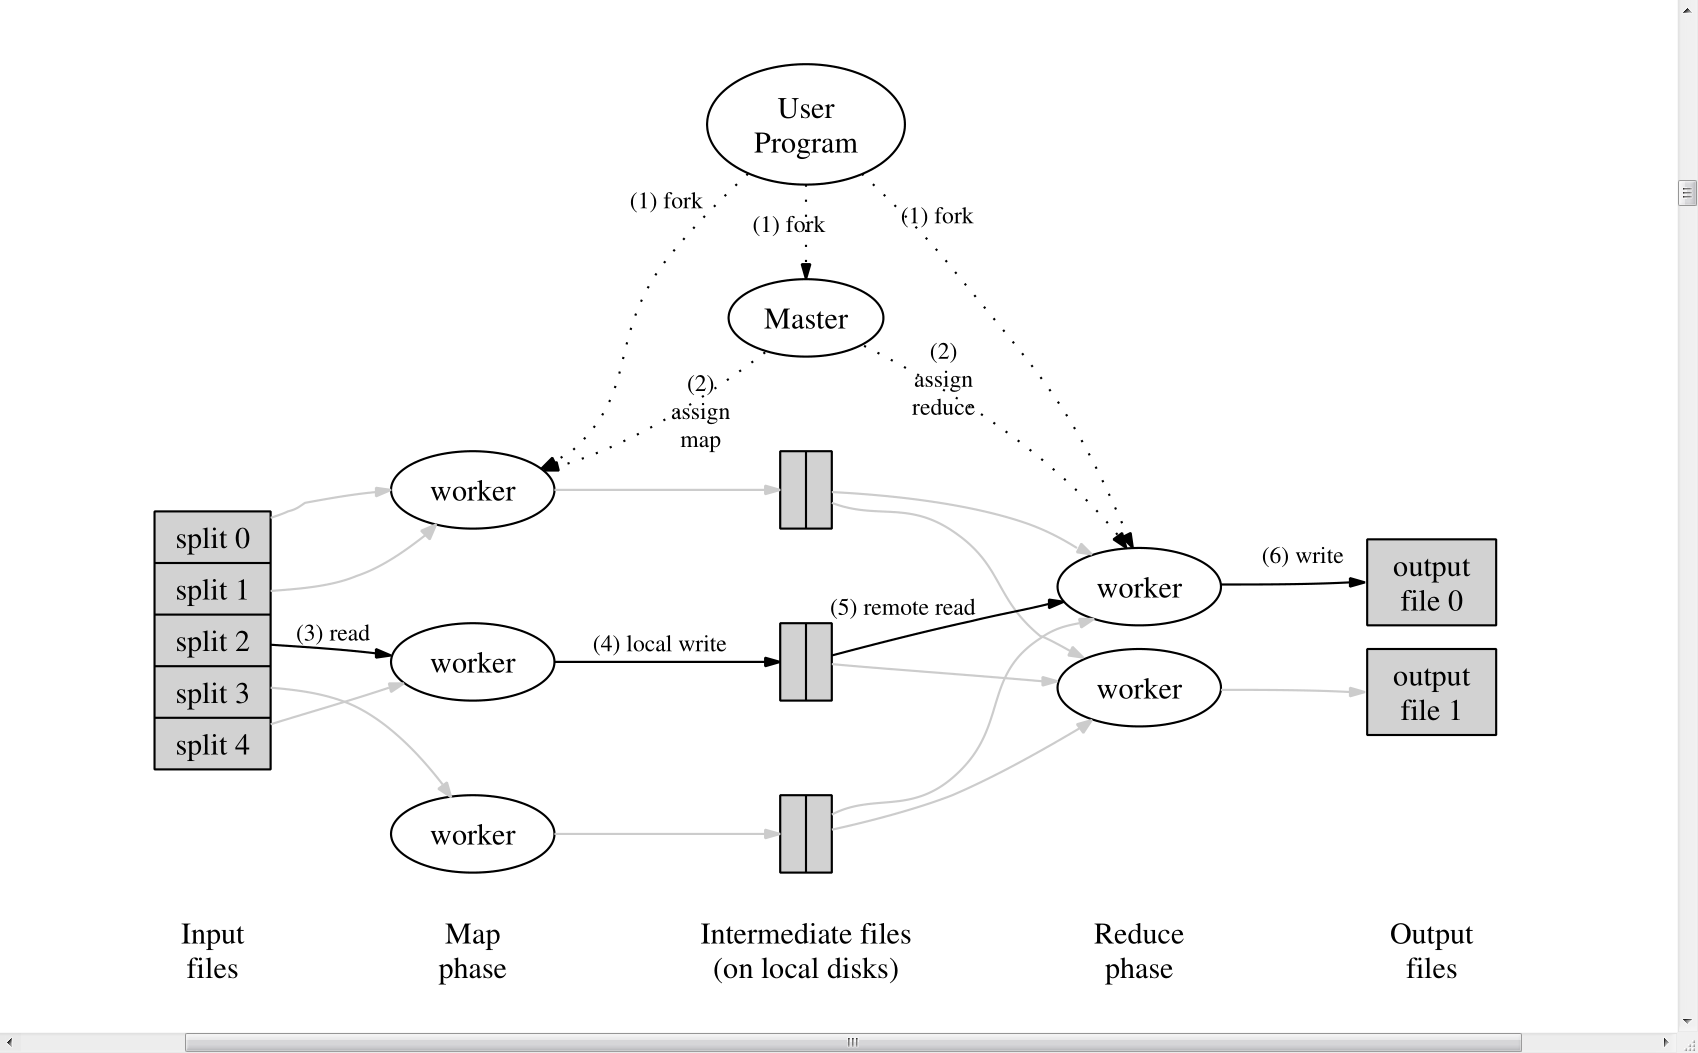 User
Program
(1) fork
(1) fork
(1) fork
Master
(2)
assign
map
(2)
assign
reduce
split 0
split 1
split 2
split 3
split 4
(3) read
worker
worker
worker
(4) local write
(5) remote read
worker
worker
(6) write
output
file 0
output
file 1
Input
files
Map
phase
Intermediate files
(on local disks)
Reduce
phase
Output
files